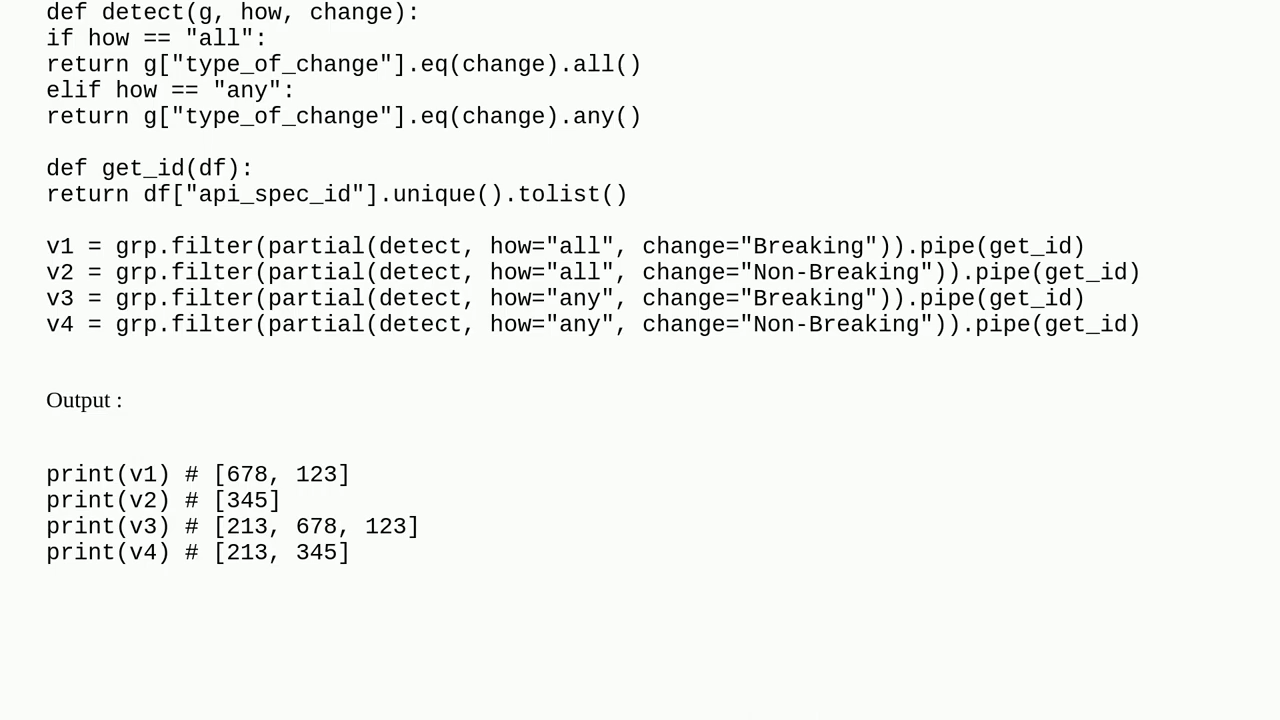 def detect(g, how, change):
if how == "all":
return g["type_of_change"].eq(change).all()
elif how == "any":
return g["type_of_change"].eq(change).any()
def get_id(df):
return df["api_spec_id"].unique().tolist()
v1 = grp.filter(partial(detect, how="all", change="Breaking")).pipe(get_id)
v2 = grp.filter(partial(detect, how="all", change="Non-Breaking")).pipe(get_id)
v3 = grp.filter(partial(detect, how="any", change="Breaking")).pipe(get_id)
v4 = grp.filter(partial(detect, how="any", change="Non-Breaking")).pipe(get_id)
Output :
print(v1) # [678, 123]
print(v2) # [345]
print(v3) # [213, 678, 123]
print(v4) # [213, 345]